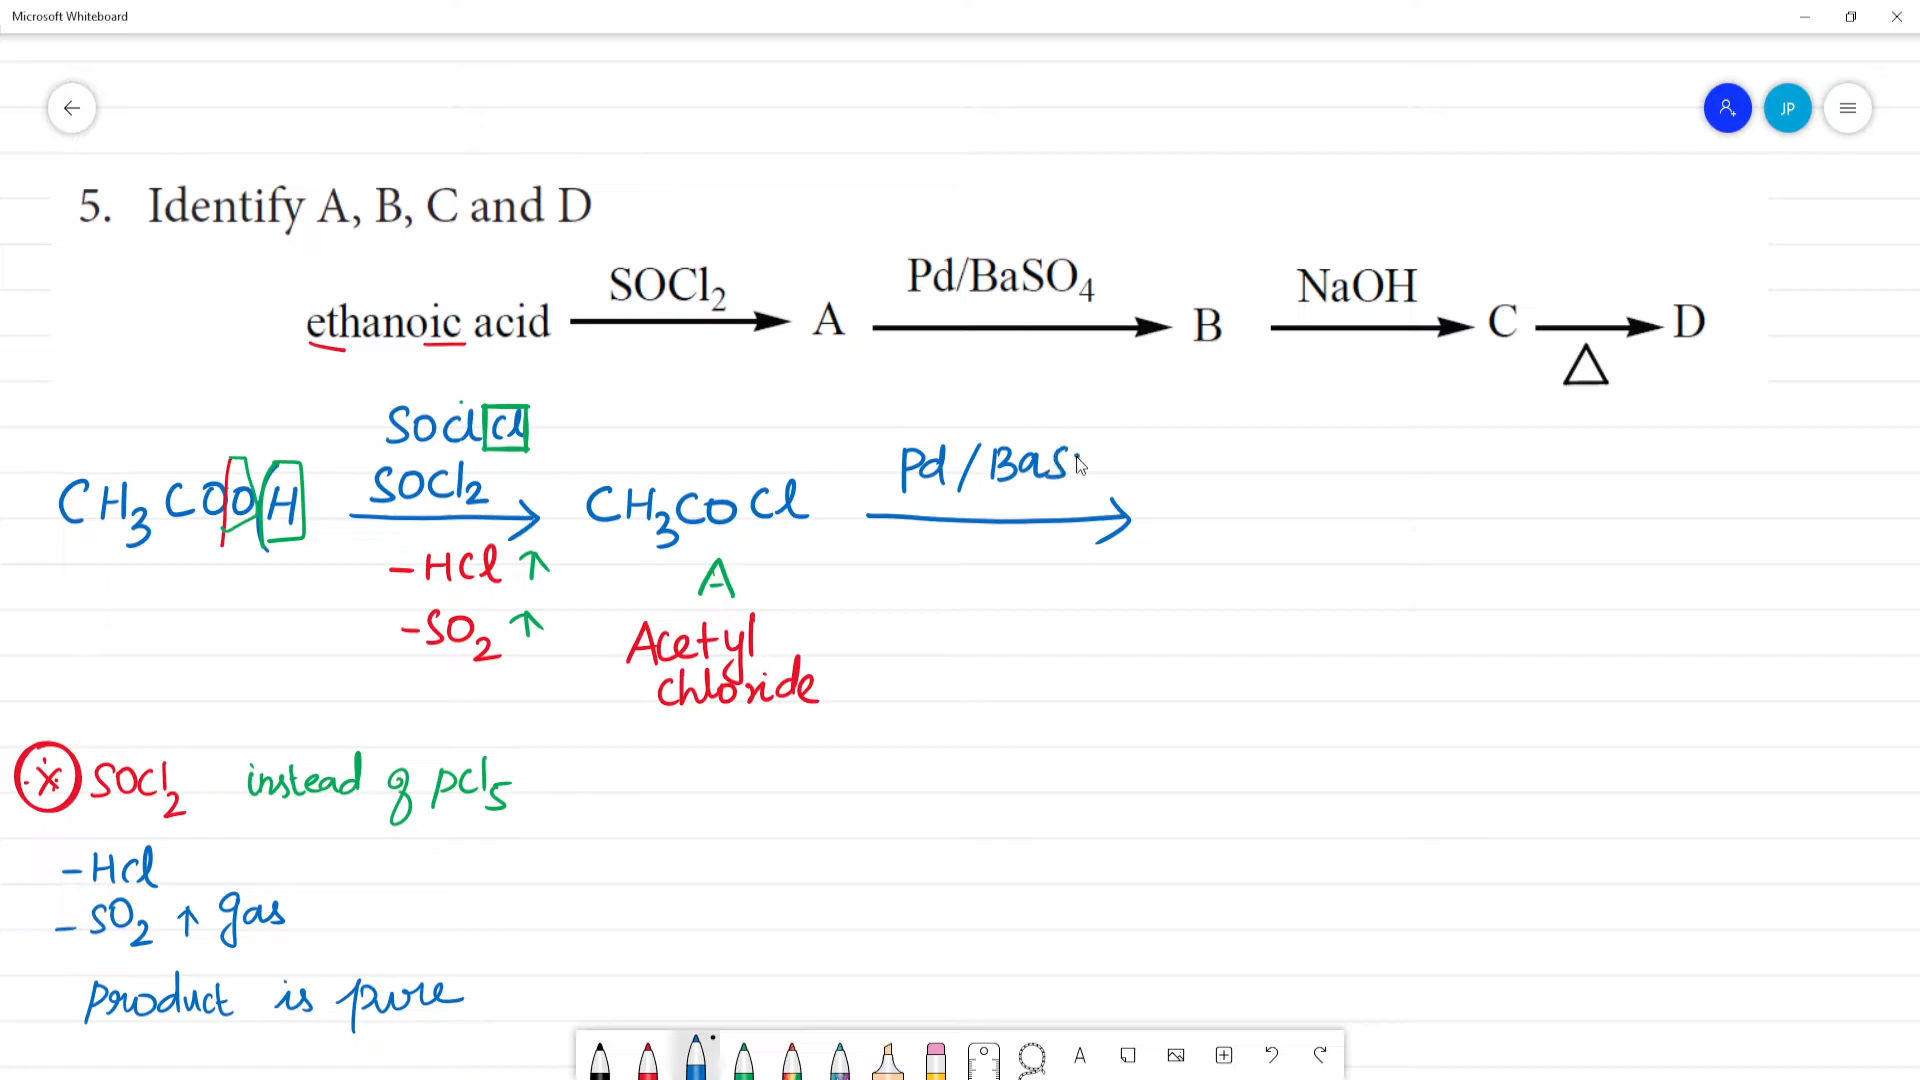 Microsoft Whiteboard
JP
5. Identify A, B, C and D
ethanoic acid SOCl2 A Pd/BaSO4 B NaOH C △ D
SOClCl
CH3COOH SOCl2 CH3COCl Pd/BaS
-HCl ↑ A
-SO2 ↑ Acetyl
chloride
* SOCl2 instead of pcl5
-HCl
-SO2 ↑ gas
product is pure
A